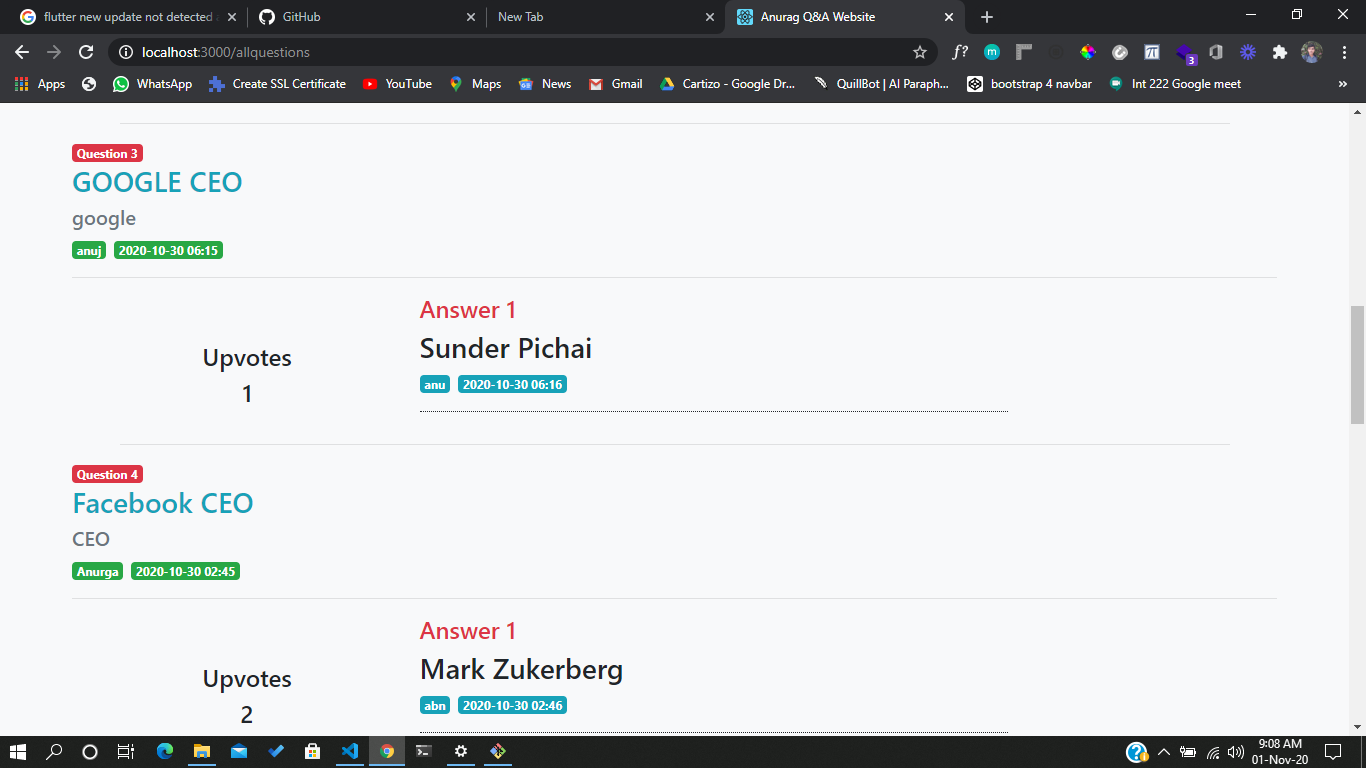 flutter new update not detected
GitHub
New Tab
Anurag Q&A Website
localhost:3000/allquestions
f?
m
3
Apps
WhatsApp
Create SSL Certificate
YouTube
Maps
News
Gmail
Cartizo - Google Dr...
QuillBot | AI Paraph...
bootstrap 4 navbar
Int 222 Google meet
»
Question 3
GOOGLE CEO
google
anuj 2020-10-30 06:15
Answer 1
Sunder Pichai
Upvotes
1
anu 2020-10-30 06:16
Question 4
Facebook CEO
CEO
Anurga 2020-10-30 02:45
Answer 1
Mark Zukerberg
Upvotes
2
abn 2020-10-30 02:46
9:08 AM
01-Nov-20